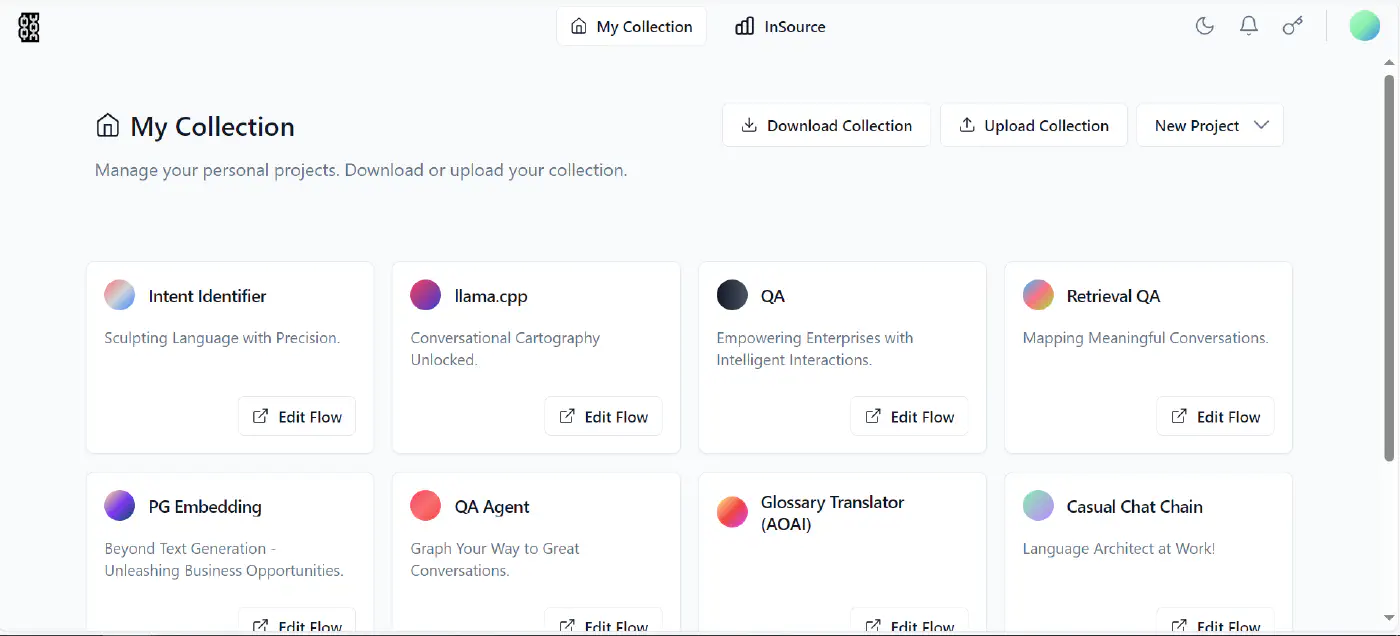 My Collection
InSource
My Collection
Download Collection
Upload Collection
New Project
Manage your personal projects. Download or upload your collection.
Intent Identifier
Sculpting Language with Precision.
Edit Flow
llama.cpp
Conversational Cartography
Unlocked.
Edit Flow
QA
Empowering Enterprises with
Intelligent Interactions.
Edit Flow
Retrieval QA
Mapping Meaningful Conversations.
Edit Flow
PG Embedding
Beyond Text Generation -
Unleashing Business Opportunities.
Edit Flow
QA Agent
Graph Your Way to Great
Conversations.
Edit Flow
Glossary Translator
(AOAI)
Edit Flow
Casual Chat Chain
Language Architect at Work!
Edit Flow